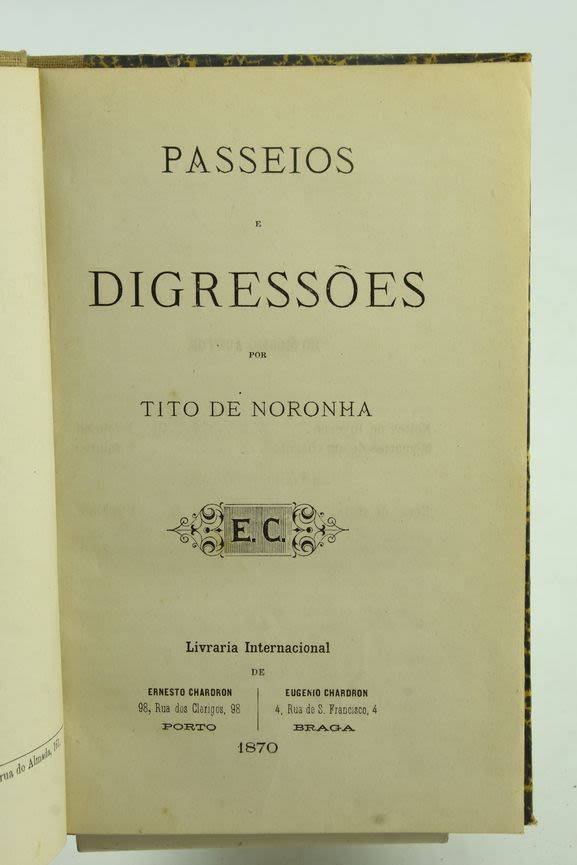 PASSEIOS
E
DIGRESSÕES
POR
TITO DE NORONHA
E. C.
Livraria Internacional
DE
ERNESTO CHARDRON
98, Rua dos Clerigos, 98
PORTO
EUGENIO CHARDRON
4, Rua de S. Francisco, 4
BRAGA
1870
rua do Almada,